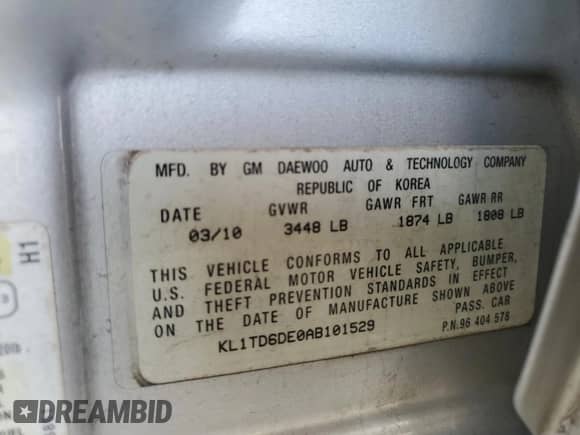 MFD. BY GM DAEWOO AUTO & TECHNOLOGY COMPANY
REPUBLIC OF KOREA
DATE GVWR GAWR FRT GAWR RR
03/10 3448 LB 1874 LB 1808 LB
THIS VEHICLE CONFORMS TO ALL APPLICABLE
U.S. FEDERAL MOTOR VEHICLE SAFETY, BUMPER,
AND THEFT PREVENTION STANDARDS IN EFFECT
ON THE DATE OF MANUFACTURE SHOWN ABOVE
PASS. CAR
KL1TD6DE0AB101529
P.N.96 404 578
H1
DREAMBID